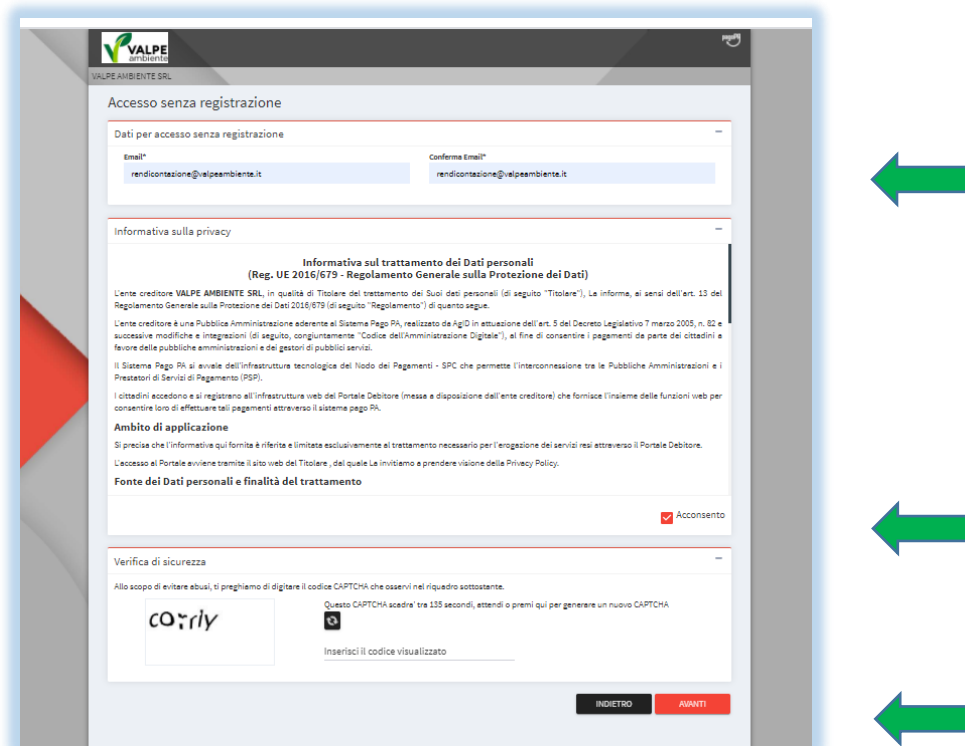 VALPE
ambiente
VALPE AMBIENTE SRL
Accesso senza registrazione
Dati per accesso senza registrazione
Email*
Conferma Email*
rendicontazione@valpeambiente.it
rendicontazione@valpeambiente.it
Informativa sulla privacy
Informativa sul trattamento dei Dati personali
(Reg. UE 2016/679 - Regolamento Generale sulla Protezione dei Dati)
L'ente creditore VALPE AMBIENTE SRL, in qualità di Titolare del trattamento dei Suoi dati personali (di seguito "Titolare"), La informa, ai sensi dell'art. 13 del
Regolamento Generale sulla Protezione dei Dati 2016/679 (di seguito "Regolamento") di quanto segue.
L'ente creditore è una Pubblica Amministrazione aderente al Sistema Pago PA, realizzato da AgID in attuazione dell'art. 5 del Decreto Legislativo 7 marzo 2005, n. 82 e
successive modifiche e integrazioni (di seguito, congiuntamente "Codice dell'Amministrazione Digitale"), al fine di consentire i pagamenti da parte dei cittadini a
favore delle pubbliche amministrazioni e dei gestori di pubblici servizi.
Il Sistema Pago PA si avvale dell'infrastruttura tecnologica del Nodo dei Pagamenti - SPC che permette l'interconnessione tra le Pubbliche Amministrazioni e i
Prestatori di Servizi di Pagamento (PSP).
I cittadini accedono e si registrano all'infrastruttura web del Portale Debitore (messa a disposizione dall'ente creditore) che fornisce l'insieme delle funzioni web per
consentire loro di effettuare tali pagamenti attraverso il sistema pago PA.
Ambito di applicazione
Si precisa che l'informativa qui fornita è riferita e limitata esclusivamente al trattamento necessario per l'erogazione dei servizi resi attraverso il Portale Debitore.
L'accesso al Portale avviene tramite il sito web del Titolare , dal quale La invitiamo a prendere visione della Privacy Policy.
Fonte dei Dati personali e finalità del trattamento
Acconsento
Verifica di sicurezza
Allo scopo di evitare abusi, ti preghiamo di digitare il codice CAPTCHA che osservi nel riquadro sottostante.
Questo CAPTCHA scadra' tra 135 secondi, attendi o premi qui per generare un nuovo CAPTCHA
Inserisci il codice visualizzato
INDIETRO
AVANTI